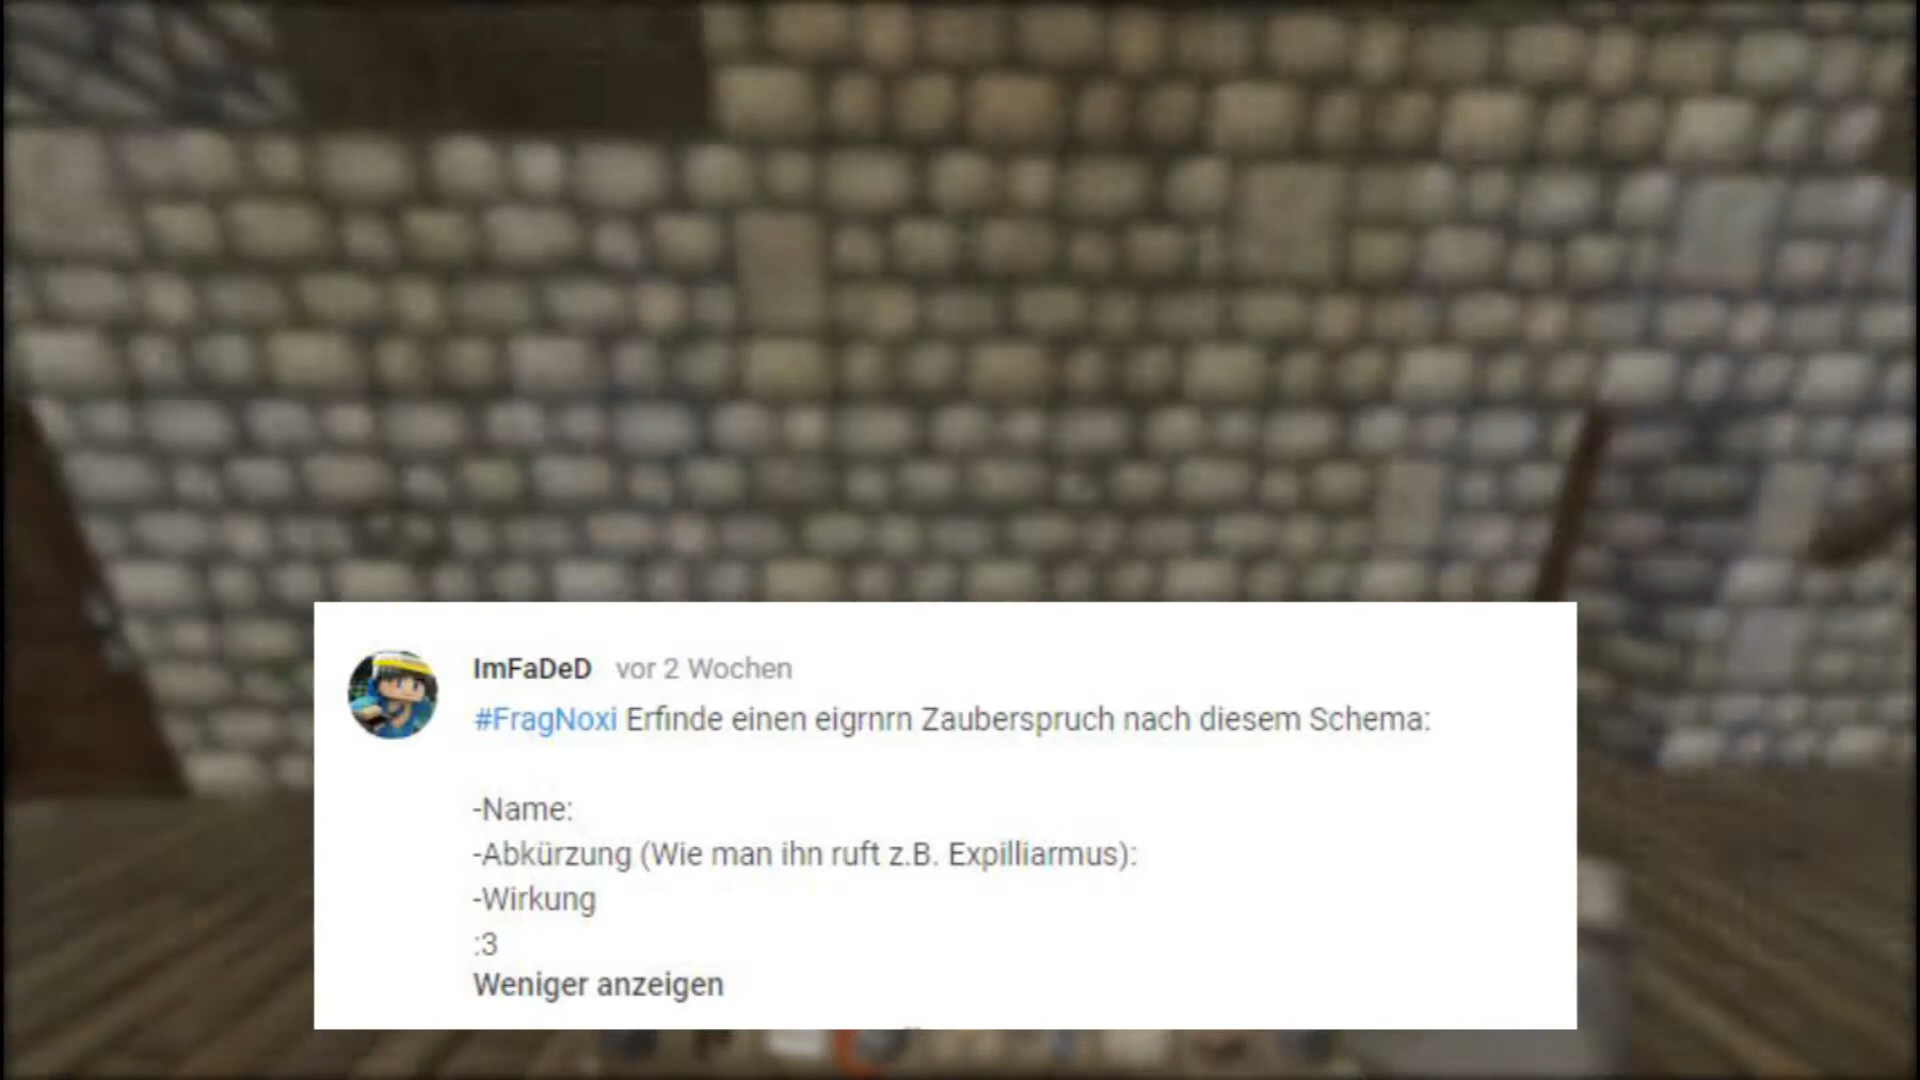 ImFaDeD vor 2 Wochen
#FragNoxi Erfinde einen eigrnrn Zauberspruch nach diesem Schema:
-Name:
-Abkürzung (Wie man ihn ruft z.B. Expilliarmus):
-Wirkung
:3
Weniger anzeigen